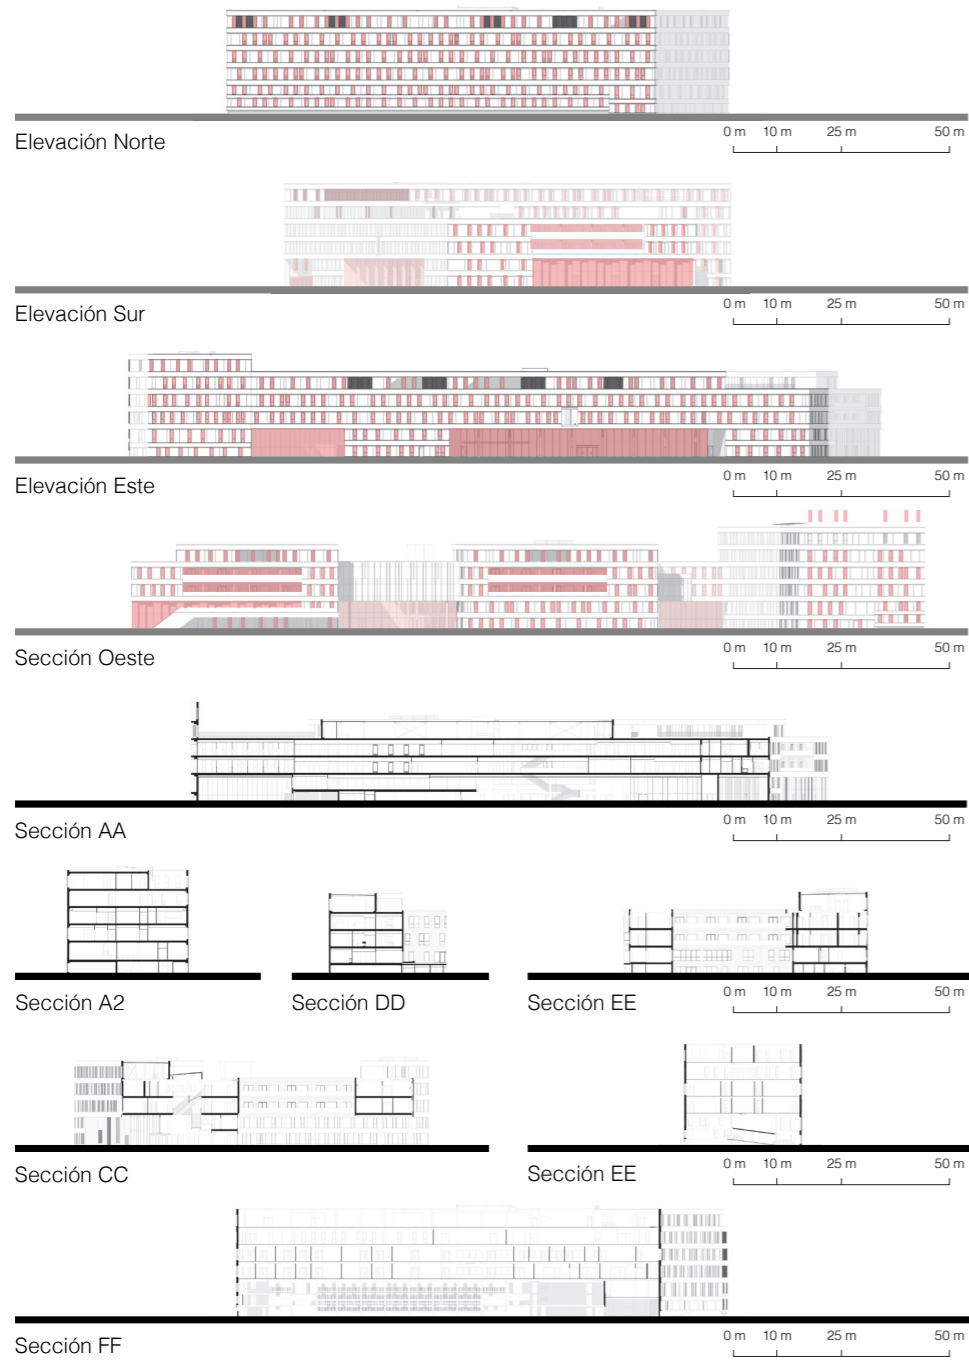 0 m 10 m 25 m 50 m
Elevación Norte
0 m 10 m 25 m 50 m
Elevación Sur
0 m 10 m 25 m 50 m
Elevación Este
0 m 10 m 25 m 50 m
Sección Oeste
0 m 10 m 25 m 50 m
Sección AA
Sección A2
Sección DD
Sección EE
0 m 10 m 25 m 50 m
Sección CC
Sección EE
0 m 10 m 25 m 50 m
Sección FF
0 m 10 m 25 m 50 m